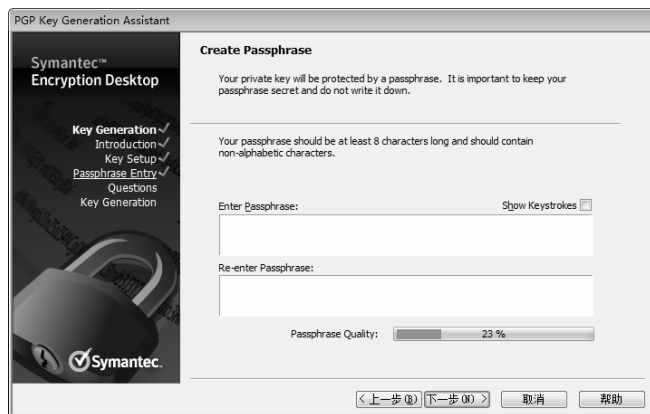 PGP Key Generation Assistant
Symantec™
Encryption Desktop
Key Generation
Introduction
Key Setup
Passphrase Entry
Questions
Key Generation
Symantec.
Create Passphrase
Your private key will be protected by a passphrase. It is important to keep your
passphrase secret and do not write it down.
Your passphrase should be at least 8 characters long and should contain
non-alphabetic characters.
Enter Passphrase:
Show Keystrokes
Re-enter Passphrase:
Passphrase Quality:
23 %
< 上一步(B)
下一步(N) >
取消
帮助